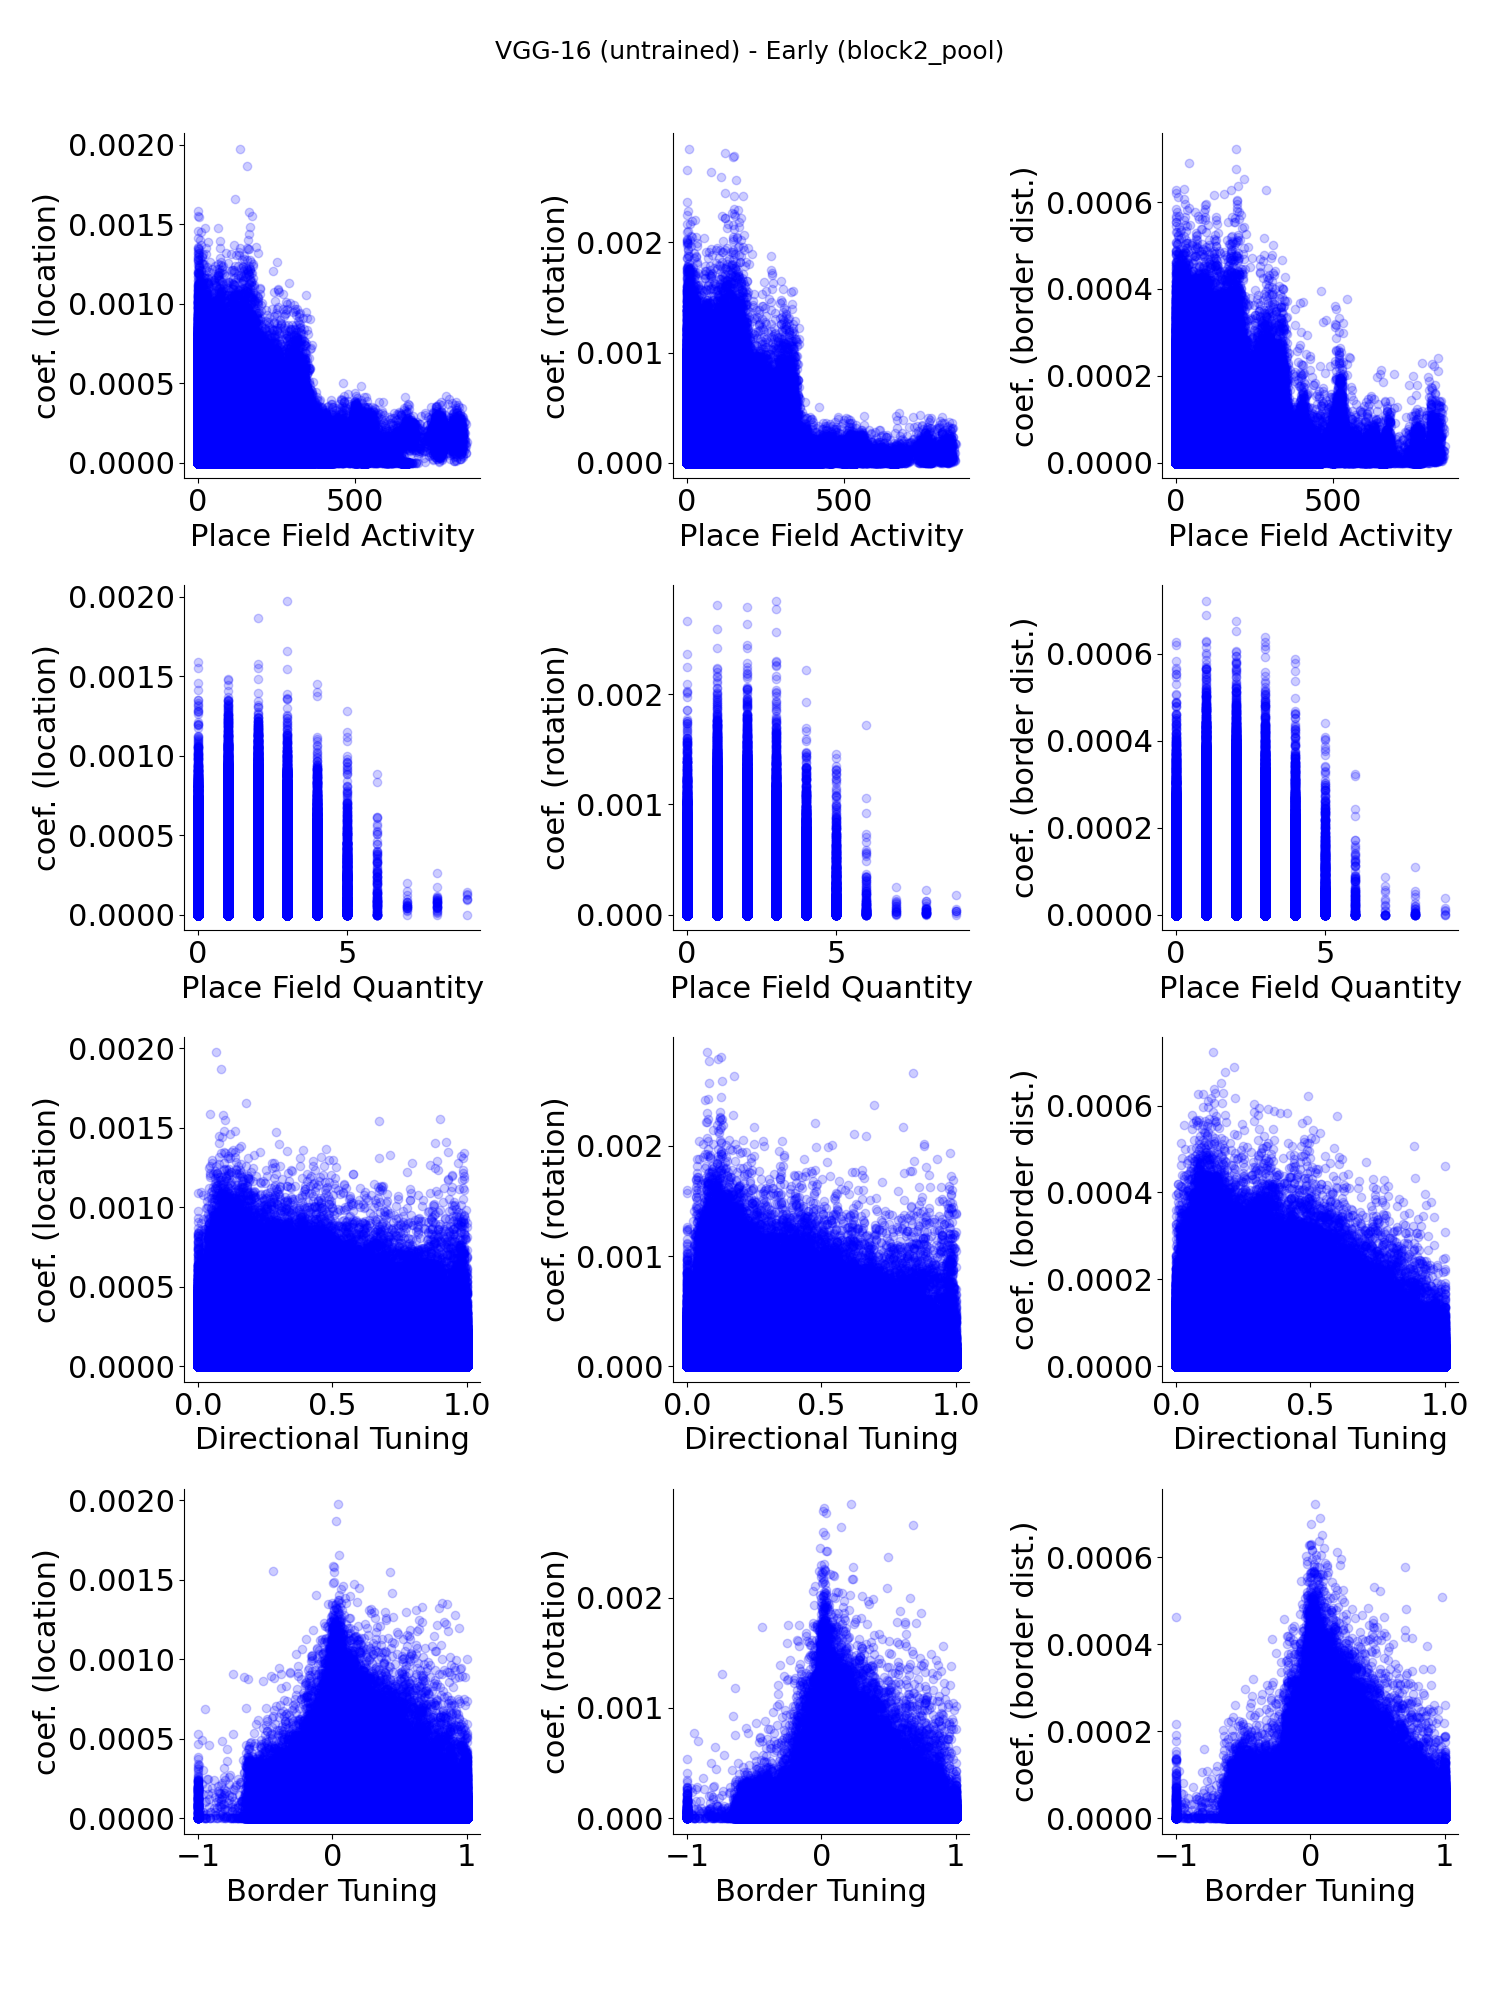 VGG-16 (untrained) - Early (block2_pool)
0.0020
0.0015
0.0010
0.0005
0.0000
coef. (location)
0 500
Place Field Activity
0.002
0.001
0.000
coef. (rotation)
0 500
Place Field Activity
0.0006
0.0004
0.0002
0.0000
coef. (border dist.)
0 500
Place Field Activity
0.0020
0.0015
0.0010
0.0005
0.0000
coef. (location)
0 5
Place Field Quantity
0.002
0.001
0.000
coef. (rotation)
0 5
Place Field Quantity
0.0006
0.0004
0.0002
0.0000
coef. (border dist.)
0 5
Place Field Quantity
0.0020
0.0015
0.0010
0.0005
0.0000
coef. (location)
0.0 0.5 1.0
Directional Tuning
0.002
0.001
0.000
coef. (rotation)
0.0 0.5 1.0
Directional Tuning
0.0006
0.0004
0.0002
0.0000
coef. (border dist.)
0.0 0.5 1.0
Directional Tuning
0.0020
0.0015
0.0010
0.0005
0.0000
coef. (location)
−1 0 1
Border Tuning
0.002
0.001
0.000
coef. (rotation)
−1 0 1
Border Tuning
0.0006
0.0004
0.0002
0.0000
coef. (border dist.)
−1 0 1
Border Tuning